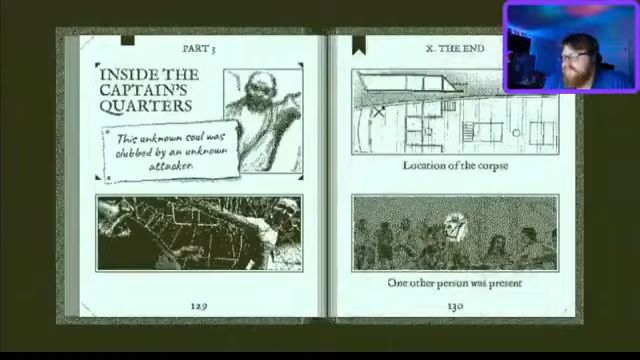 PART 3
INSIDE THE
CAPTAIN'S
QUARTERS
This unknown soul was
clubbed by an unknown
attacker.
129
X. THE END
Location of the corpse
One other person was present
130